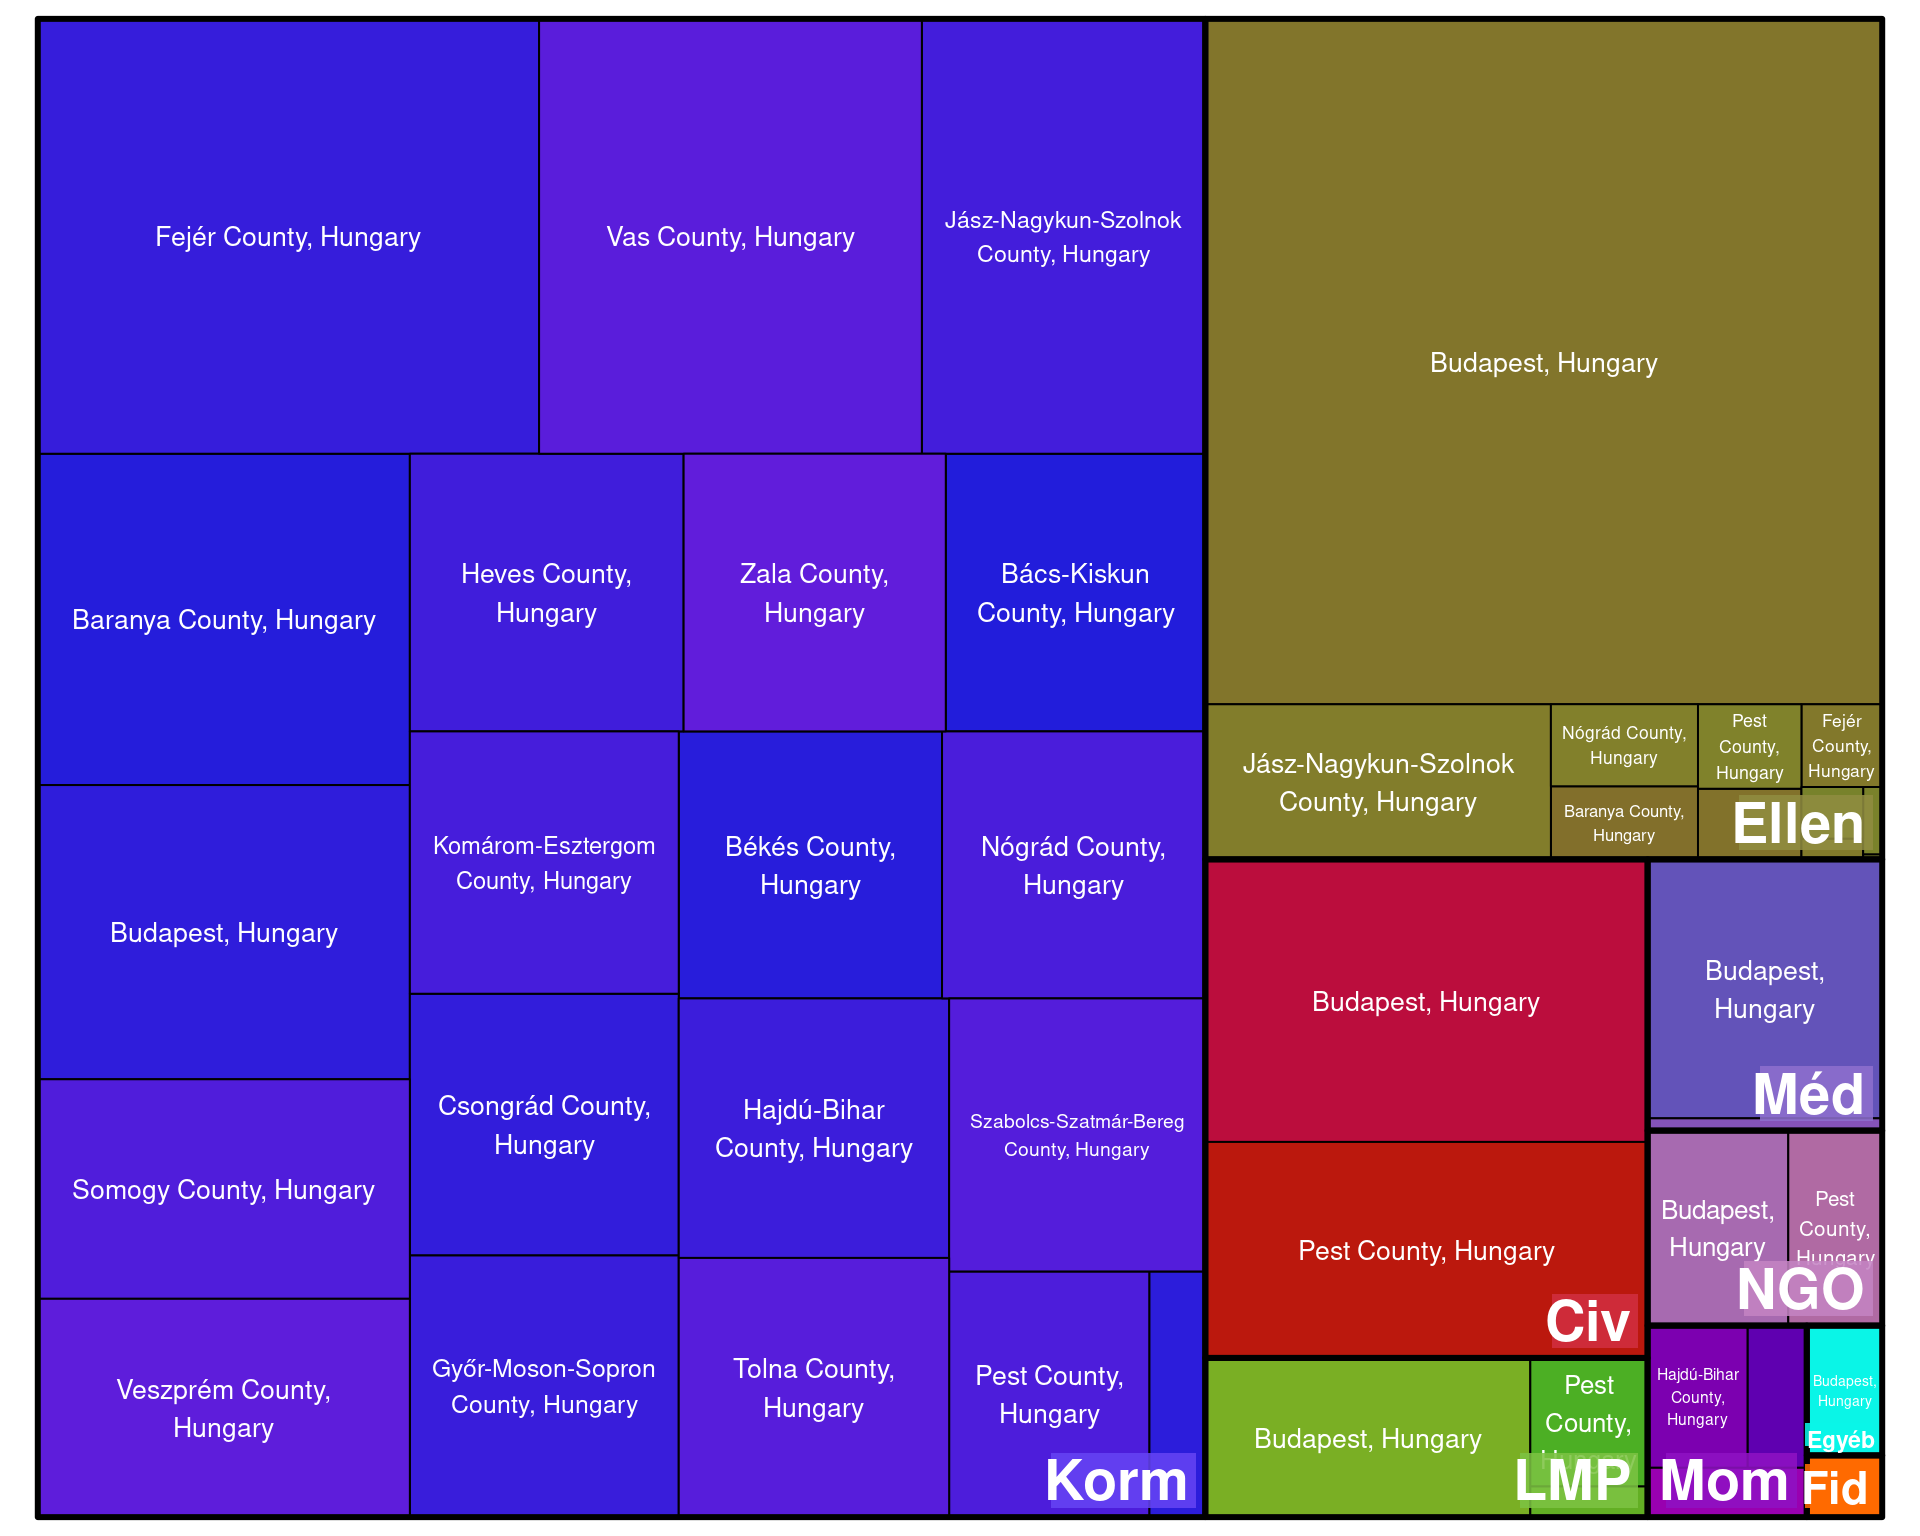 Fejér County, Hungary
Vas County, Hungary
Jász-Nagykun-Szolnok
County, Hungary
Baranya County, Hungary
Heves County,
Hungary
Zala County,
Hungary
Bács-Kiskun
County, Hungary
Budapest, Hungary
Komárom-Esztergom
County, Hungary
Békés County,
Hungary
Nógrád County,
Hungary
Somogy County, Hungary
Csongrád County,
Hungary
Hajdú-Bihar
County, Hungary
Szabolcs-Szatmár-Bereg
County, Hungary
Veszprém County,
Hungary
Győr-Moson-Sopron
County, Hungary
Tolna County,
Hungary
Pest County,
Hungary
Korm
Budapest, Hungary
Jász-Nagykun-Szolnok
County, Hungary
Nógrád County,
Hungary
Baranya County,
Hungary
Pest
County,
Hungary
Fejér
County,
Hungary
Ellen
Budapest, Hungary
Pest County, Hungary
Civ
Budapest,
Hungary
Méd
Budapest,
Hungary
Pest
County,
Hungary
NGO
Budapest, Hungary
Pest
County,
Hungary
LMP
Hajdú-Bihar
County,
Hungary
Mom
Budapest,
Hungary
Egyéb
Fid